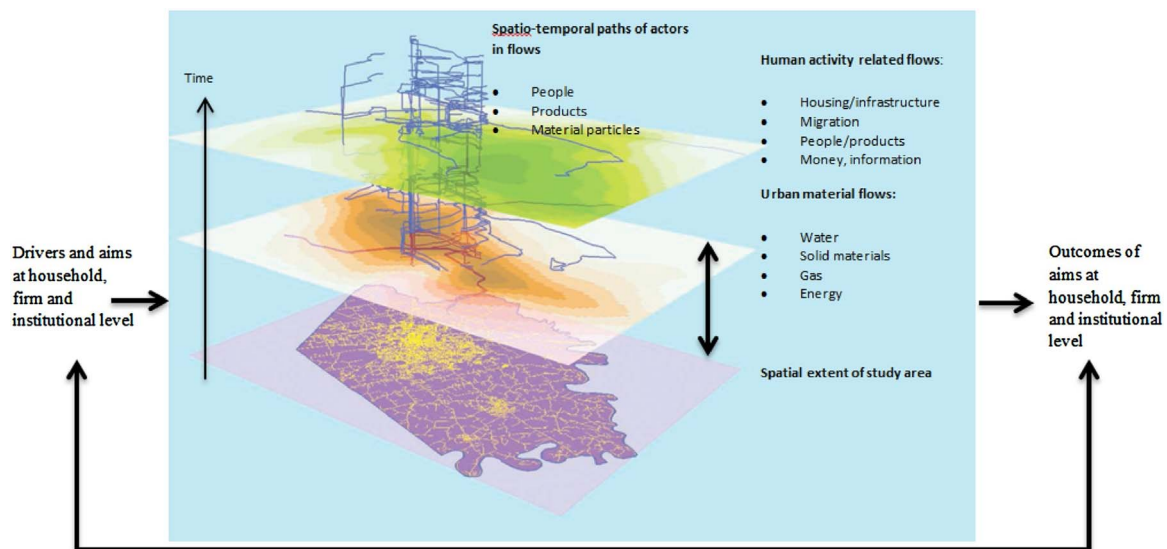 Drivers and aims
at household,
firm and
institutional level
Time
Spatio-temporal paths of actors
in flows
• People
• Products
• Material particles
Human activity related flows:
• Housing/infrastructure
• Migration
• People/products
• Money, information
Urban material flows:
• Water
• Solid materials
• Gas
• Energy
Spatial extent of study area
Outcomes of
aims at
household, firm
and institutional
level